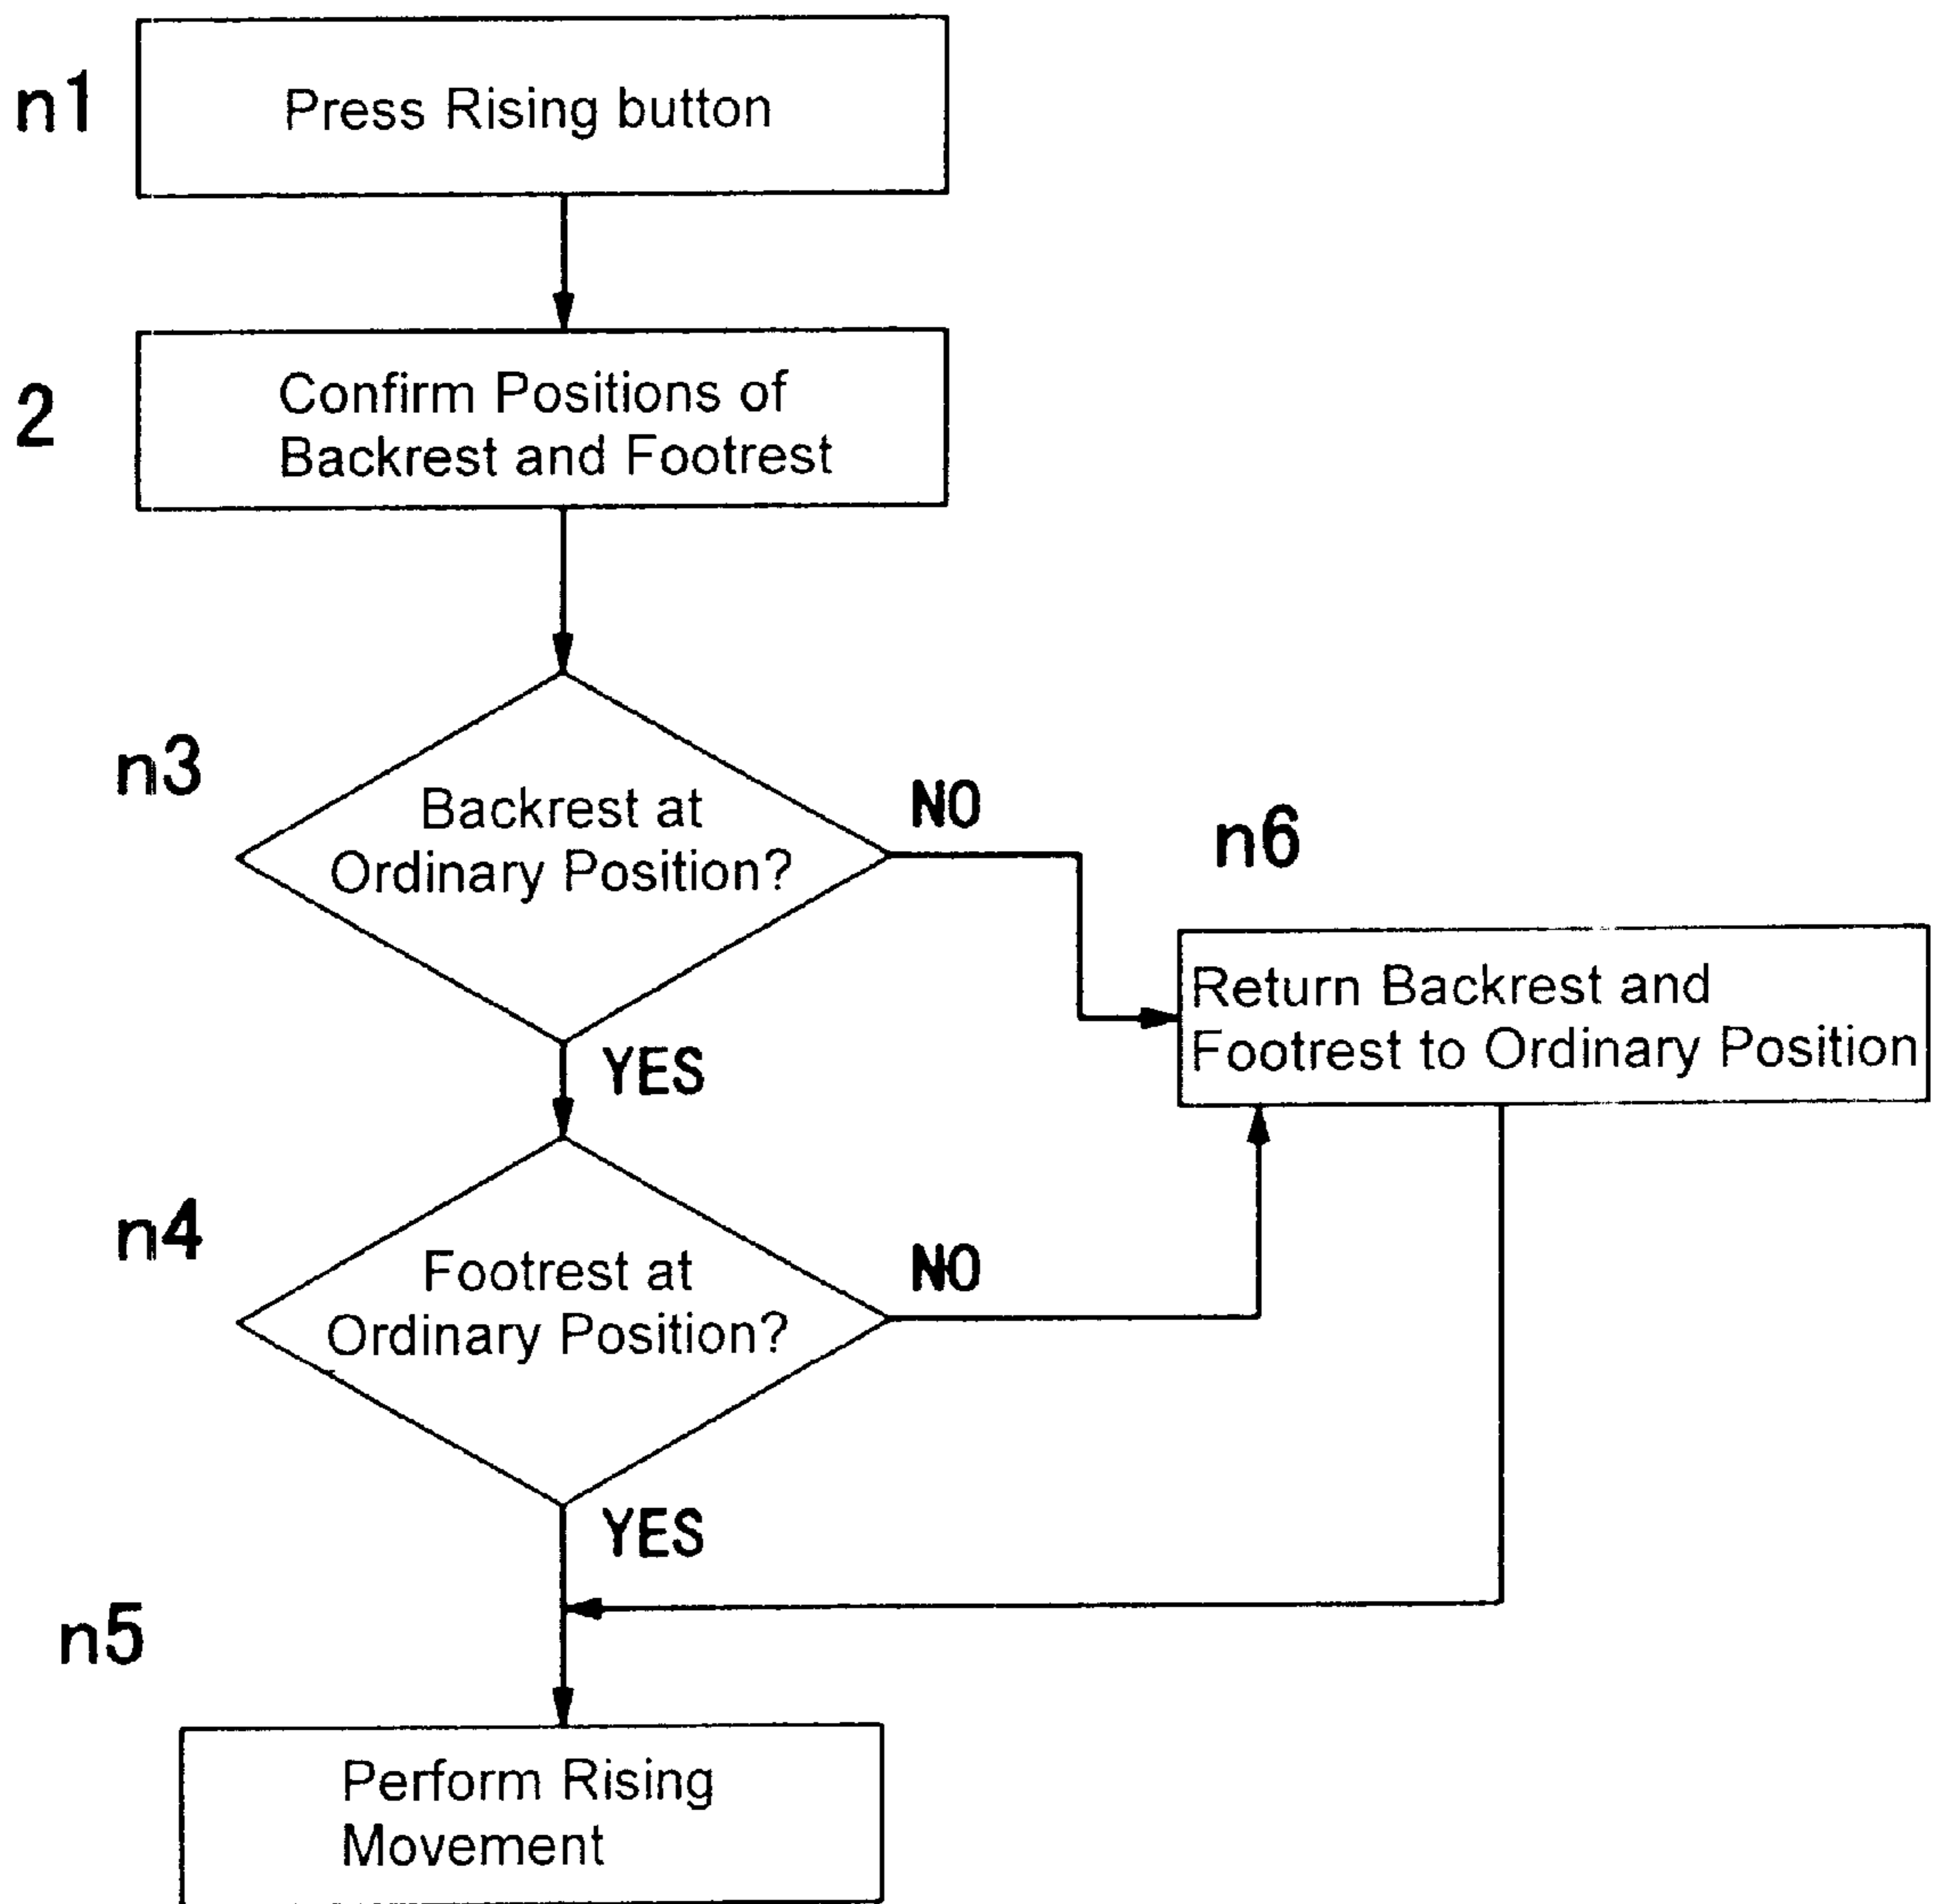 n1
Press Rising button
2
Confirm Positions of
Backrest and Footrest
n3
Backrest at
Ordinary Position?
NO
YES
n6
Return Backrest and
Footrest to Ordinary Position
n4
Footrest at
Ordinary Position?
NO
YES
n5
Perform Rising
Movement